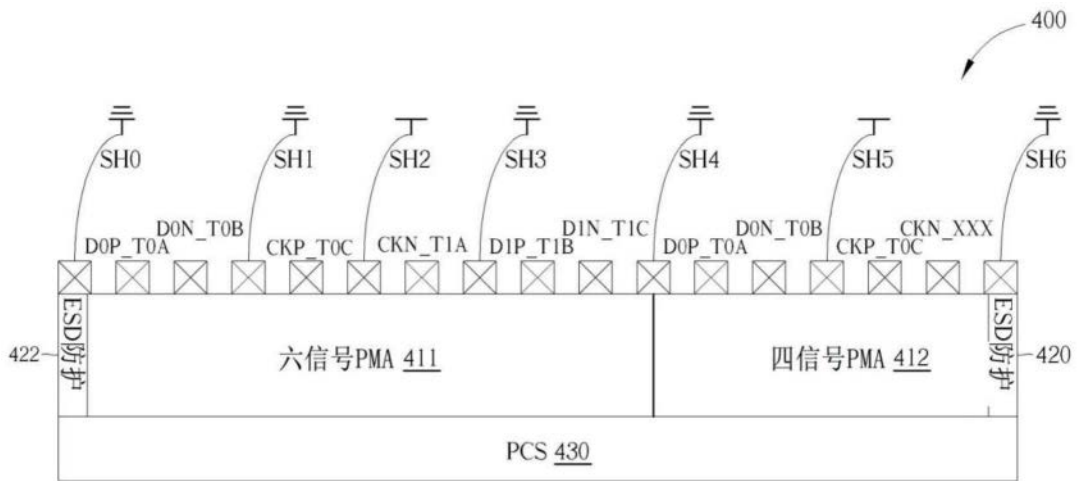 400
SH0 SH1 SH2 SH3 SH4 SH5 SH6
D0N_T0B D1N_T1C D0N_T0B CKN_XXX
D0P_T0A CKP_T0C CKN_T1A D1P_T1B D0P_T0A CKP_T0C
ESD防护
422
六信号PMA 411
四信号PMA 412
ESD防护
420
PCS 430